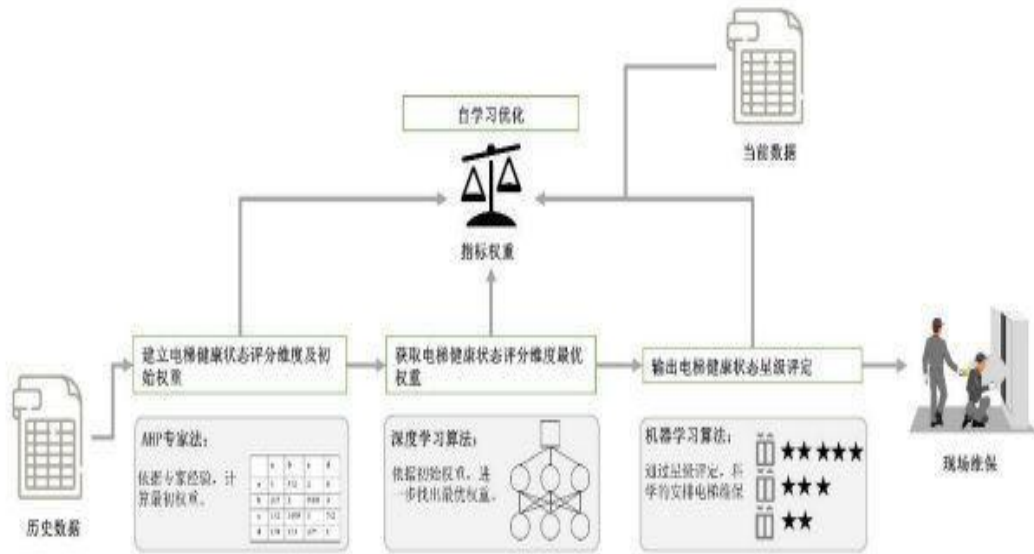 自学习优化
当前数据
指标权重
建立电梯健康状态评分维度及初
始权重
获取电梯健康状态评分维度最优
权重
输出电梯健康状态星级评定
AHP专家法：
依据专家经验，计
算最初权重。
深度学习算法：
依据初始权重，进
一步找出最优权重。
机器学习算法：
通过星级评定，科
学的安排电梯维保
现场维保
历史数据